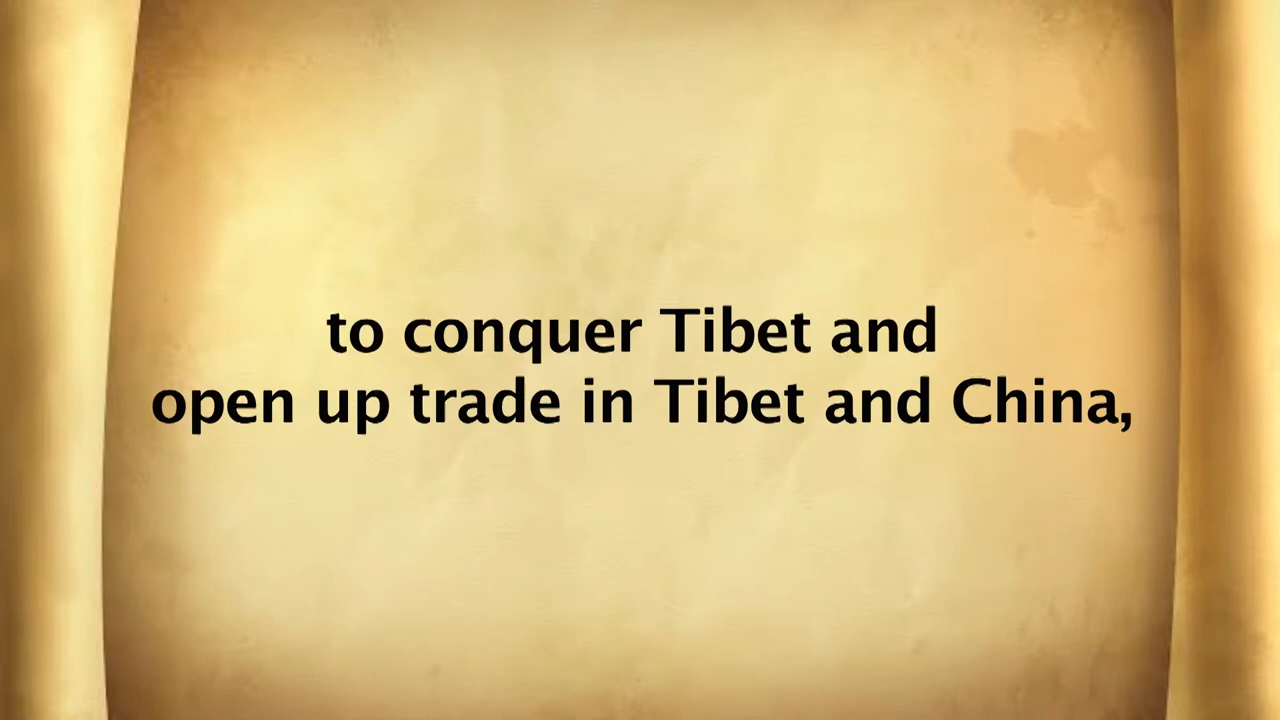 to conquer Tibet and
open up trade in Tibet and China,